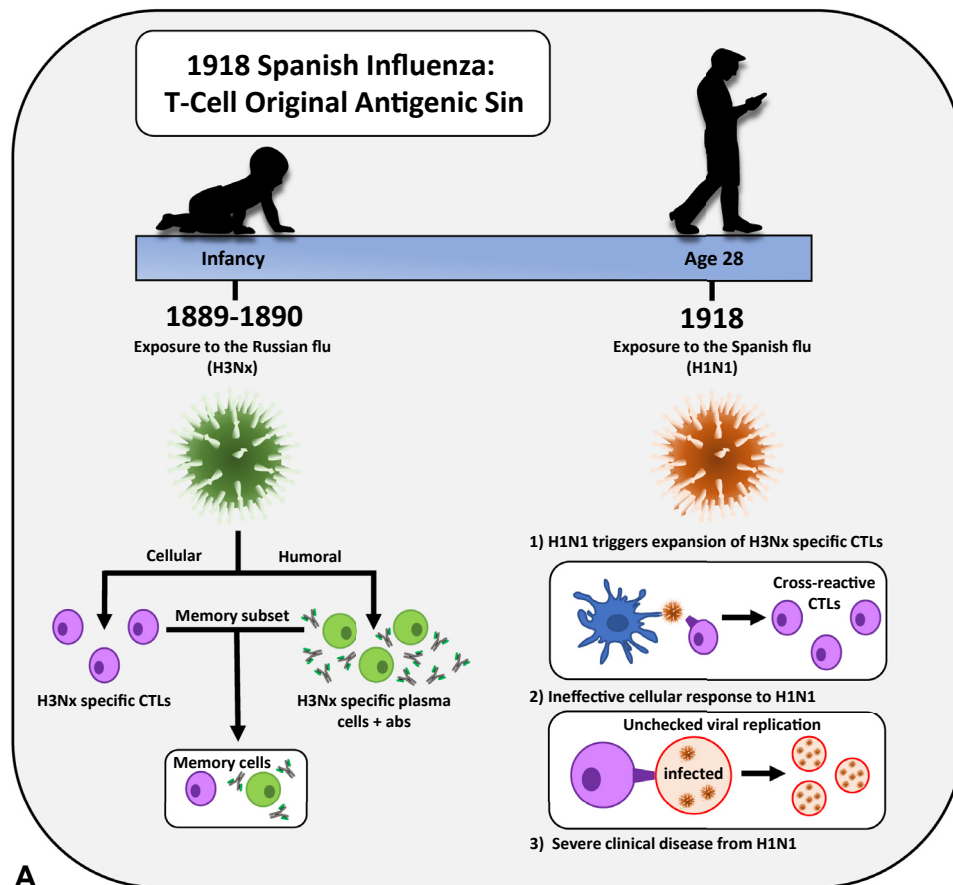 1918 Spanish Influenza:
T-Cell Original Antigenic Sin
Infancy
Age 28
1889-1890
Exposure to the Russian flu
(H3Nx)
1918
Exposure to the Spanish flu
(H1N1)
Cellular
Humoral
Memory subset
H3Nx specific CTLs
H3Nx specific plasma
cells + abs
Memory cells
1) H1N1 triggers expansion of H3Nx specific CTLs
Cross-reactive
CTLs
2) Ineffective cellular response to H1N1
Unchecked viral replication
infected
3) Severe clinical disease from H1N1
A